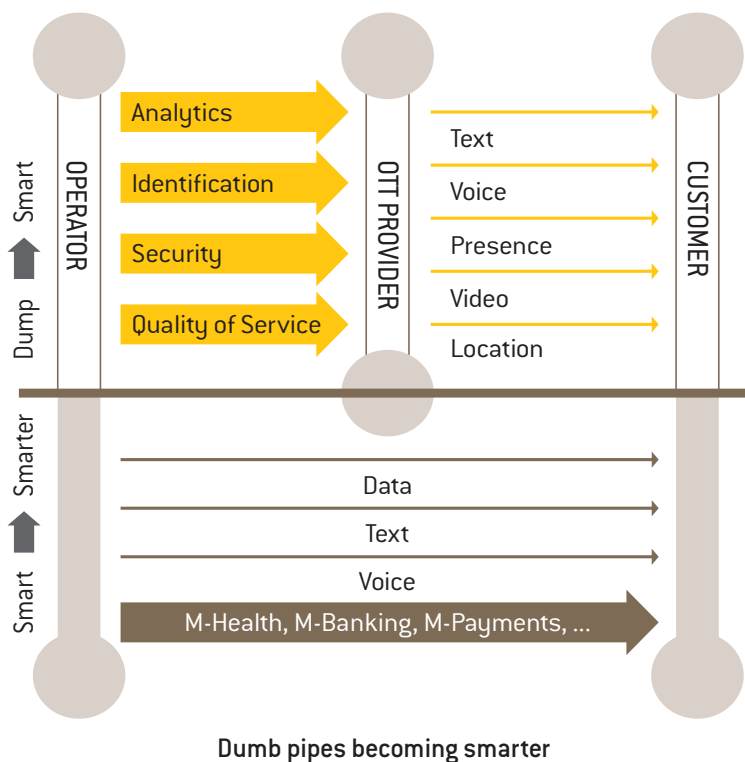 Analytics
Identification
Security
Quality of Service
OPERATOR
OTT PROVIDER
CUSTOMER
Text
Voice
Presence
Video
Location
Smart
Dump
Smarter
Smart
Data
Text
Voice
M-Health, M-Banking, M-Payments, ...
Dumb pipes becoming smarter